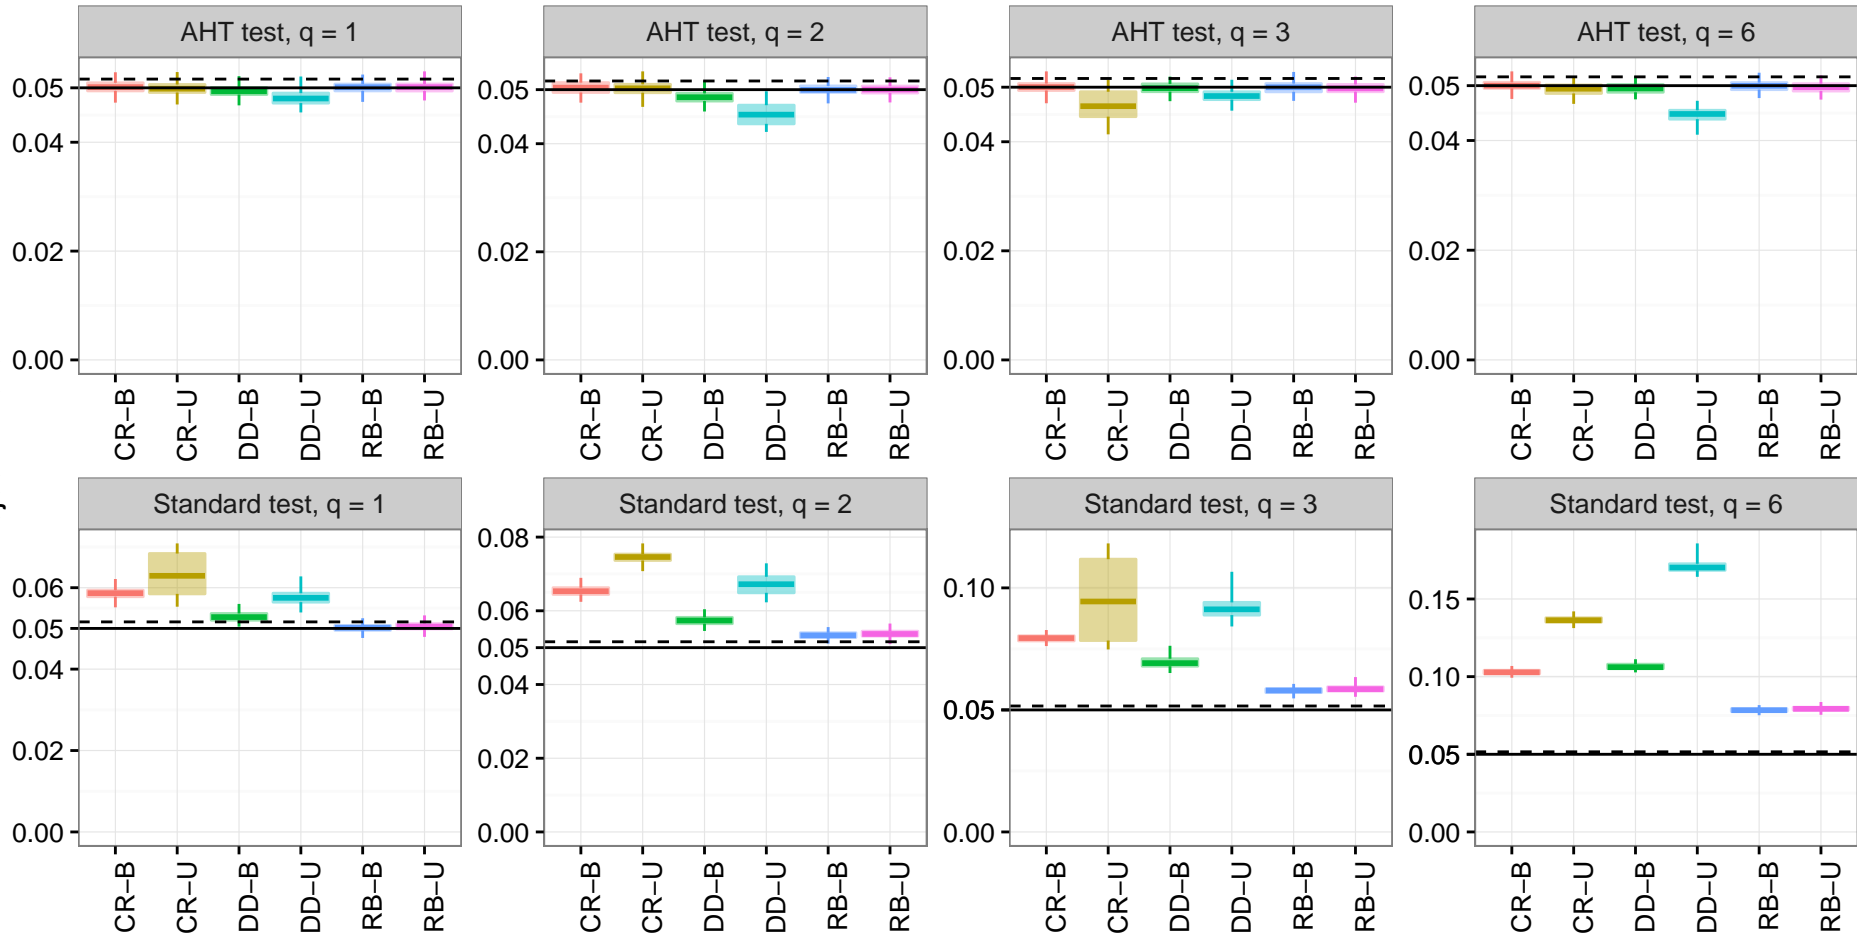 AHT test, q = 1
0.05
0.04
0.02
0.00
CR−B CR−U DD−B DD−U RB−B RB−U
AHT test, q = 2
0.05
0.04
0.02
0.00
CR−B CR−U DD−B DD−U RB−B RB−U
AHT test, q = 3
0.05
0.04
0.02
0.00
CR−B CR−U DD−B DD−U RB−B RB−U
AHT test, q = 6
0.05
0.04
0.02
0.00
CR−B CR−U DD−B DD−U RB−B RB−U
Standard test, q = 1
0.06
0.05
0.04
0.02
0.00
CR−B CR−U DD−B DD−U RB−B RB−U
Standard test, q = 2
0.08
0.06
0.05
0.04
0.02
0.00
CR−B CR−U DD−B DD−U RB−B RB−U
Standard test, q = 3
0.10
0.05
0.00
CR−B CR−U DD−B DD−U RB−B RB−U
Standard test, q = 6
0.15
0.10
0.05
0.00
CR−B CR−U DD−B DD−U RB−B RB−U